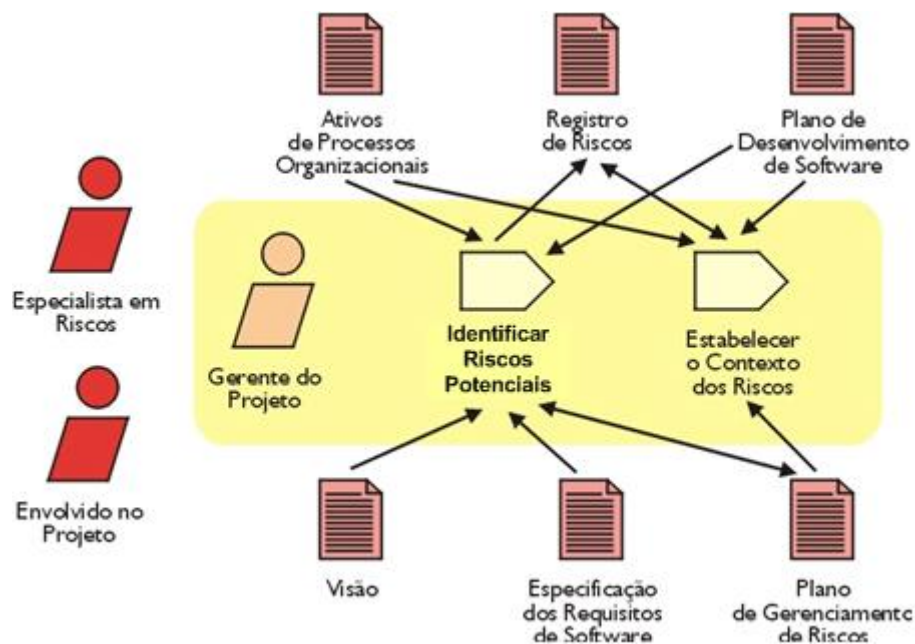 Ativos
de Processos
Organizacionais
Registro
de Riscos
Plano de
Desenvolvimento
de Software
Especialista em
Riscos
Gerente do
Projeto
Identificar
Riscos
Potenciais
Estabelecer
o Contexto
dos Riscos
Envolvido no
Projeto
Visão
Especificação
dos Requisitos
de Software
Plano
de Gerenciamento
de Riscos